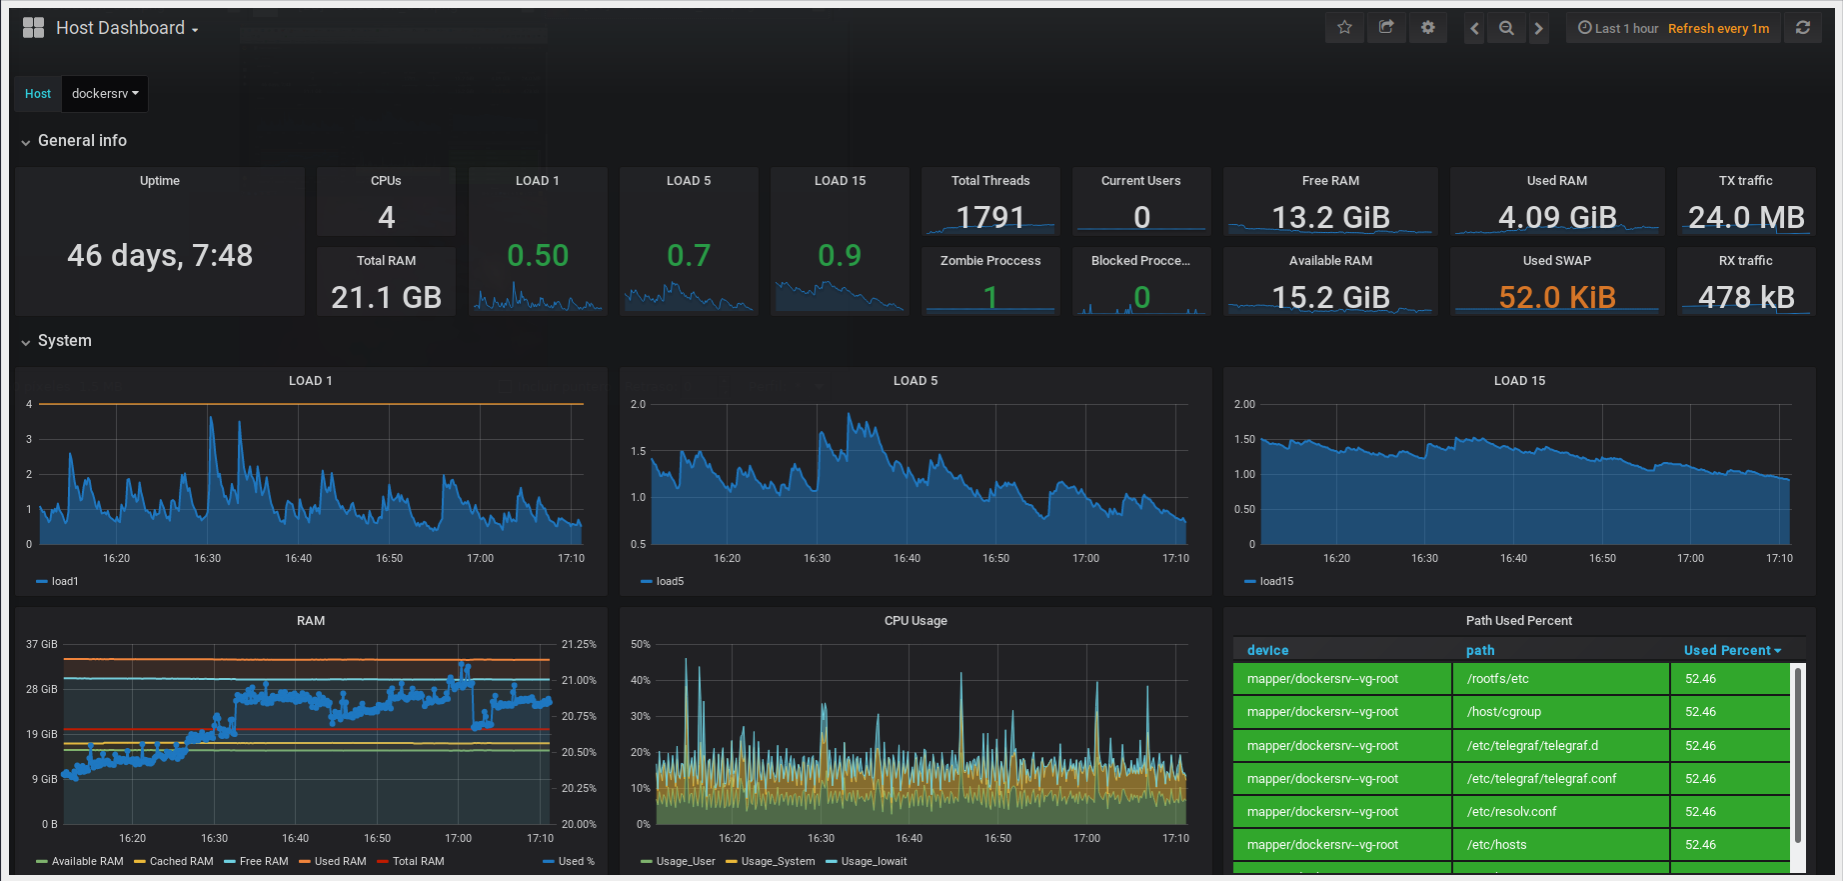 Host Dashboard
Last 1 hour Refresh every 1m
Host dockersrv
General info
Uptime
46 days, 7:48
CPUs
4
Total RAM
21.1 GB
LOAD 1
0.50
LOAD 5
0.7
LOAD 15
0.9
Total Threads
1791
Zombie Proccess
1
Current Users
0
Blocked Procce...
0
Free RAM
13.2 GiB
Available RAM
15.2 GiB
Used RAM
4.09 GiB
Used SWAP
52.0 KiB
TX traffic
24.0 MB
RX traffic
478 kB
System
LOAD 1
4
3
2
1
0
16:20 16:30 16:40 16:50 17:00 17:10
load1
LOAD 5
2.0
1.5
1.0
0.5
16:20 16:30 16:40 16:50 17:00 17:10
load5
LOAD 15
2.00
1.50
1.00
0.50
0
16:20 16:30 16:40 16:50 17:00 17:10
load15
RAM
37 GiB 21.25%
21.00%
28 GiB
20.75%
19 GiB
20.50%
9 GiB
20.25%
0 B 20.00%
16:20 16:30 16:40 16:50 17:00 17:10
Available RAM Cached RAM Free RAM Used RAM Total RAM Used %
CPU Usage
50%
40%
30%
20%
10%
0%
16:20 16:30 16:40 16:50 17:00 17:10
Usage_User Usage_System Usage_Iowait
Path Used Percent
device path Used Percent
mapper/dockersrv--vg-root /rootfs/etc 52.46
mapper/dockersrv--vg-root /host/cgroup 52.46
mapper/dockersrv--vg-root /etc/telegraf/telegraf.d 52.46
mapper/dockersrv--vg-root /etc/telegraf/telegraf.conf 52.46
mapper/dockersrv--vg-root /etc/resolv.conf 52.46
mapper/dockersrv--vg-root /etc/hosts 52.46